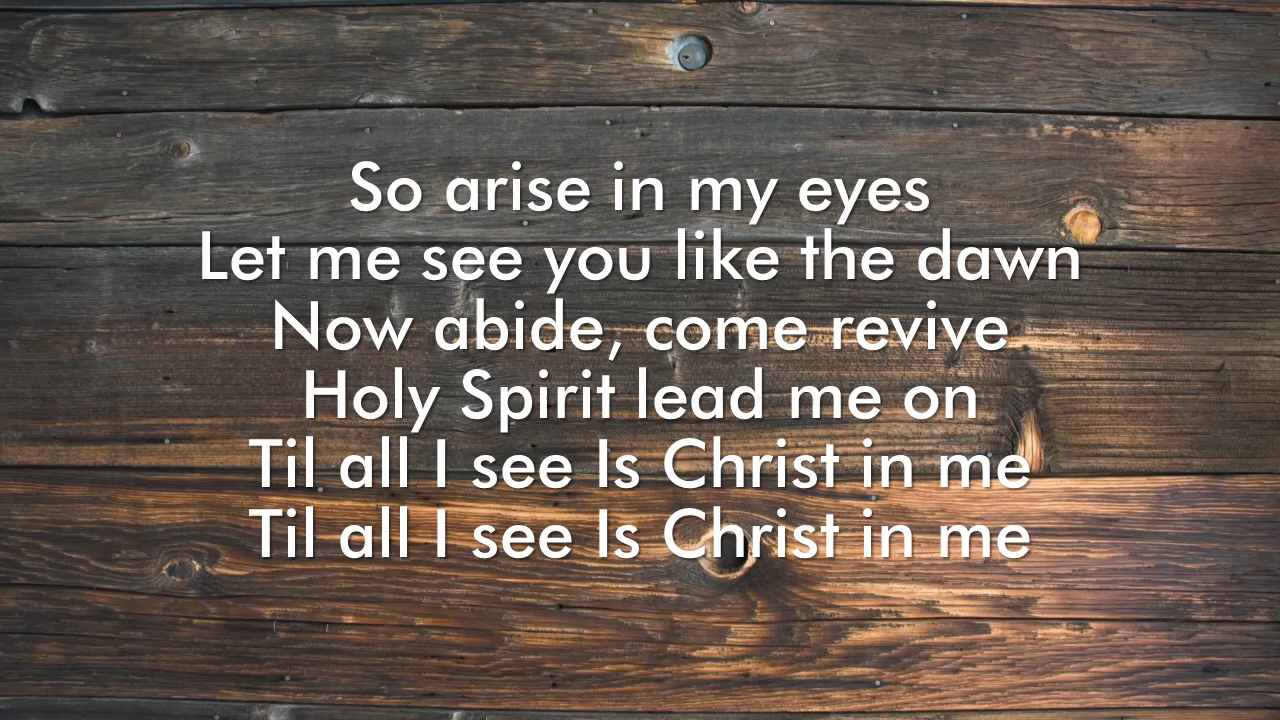 So arise in my eyes
Let me see you like the dawn
Now abide, come revive
Holy Spirit lead me on
Til all I see Is Christ in me
Til all I see Is Christ in me